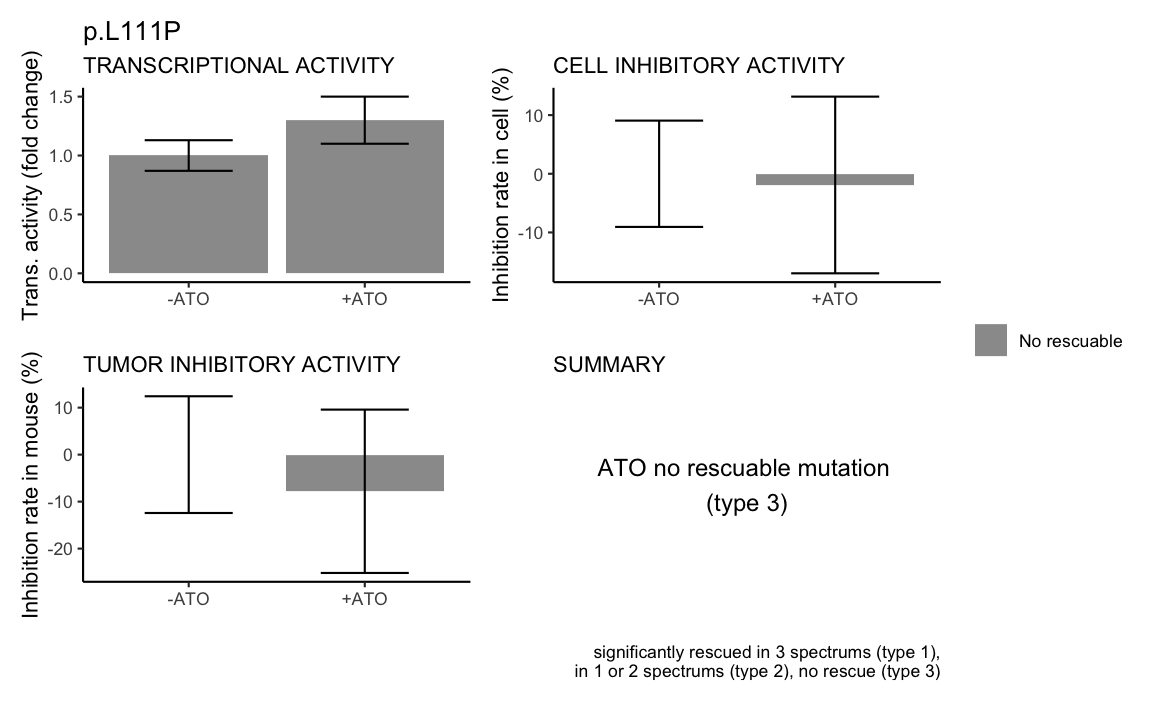 p.L111P
TRANSCRIPTIONAL ACTIVITY
Trans. activity (fold change)
1.5
1.0
0.5
0.0
-ATO
+ATO
CELL INHIBITORY ACTIVITY
Inhibition rate in cell (%)
10
0
-10
-ATO
+ATO
No rescuable
TUMOR INHIBITORY ACTIVITY
Inhibition rate in mouse (%)
10
0
-10
-20
-ATO
+ATO
SUMMARY
ATO no rescuable mutation
(type 3)
significantly rescued in 3 spectrums (type 1),
in 1 or 2 spectrums (type 2), no rescue (type 3)